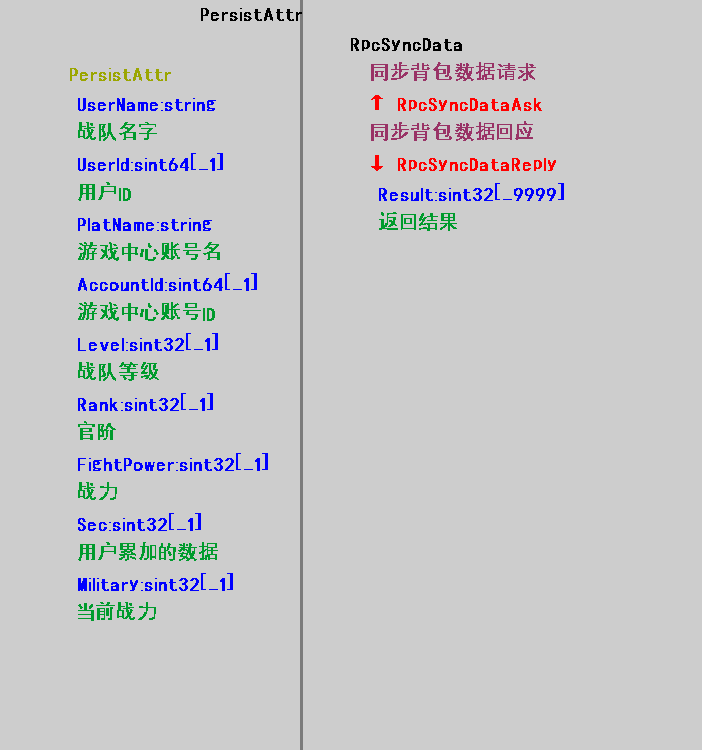 PersistAttr
PersistAttr
UserName:string
战队名字
UserId:sint64[_1]
用户ID
PlatName:string
游戏中心账号名
AccountId:sint64[_1]
游戏中心账号ID
Level:sint32[_1]
战队等级
Rank:sint32[_1]
官阶
FightPower:sint32[_1]
战力
Sec:sint32[_1]
用户累加的数据
Military:sint32[_1]
当前战力
RpcSyncData
同步背包数据请求
↑ RpcSyncDataAsk
同步背包数据回应
↓ RpcSyncDataReply
Result:sint32[_9999]
返回结果